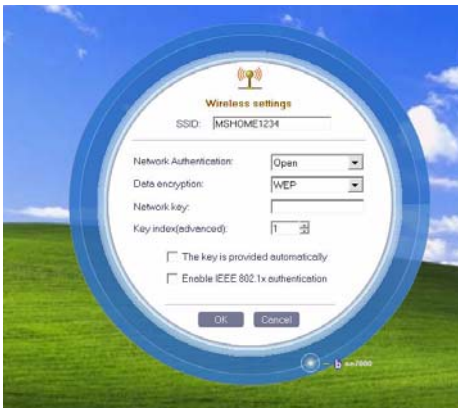 Wireless settings
SSID: MSHOME1234
Network Authentication: Open
Data encryption: WEP
Network key:
Key index(advanced): 1
The key is provided automatically
Enable IEEE 802.1x authentication
OK Cancel
b